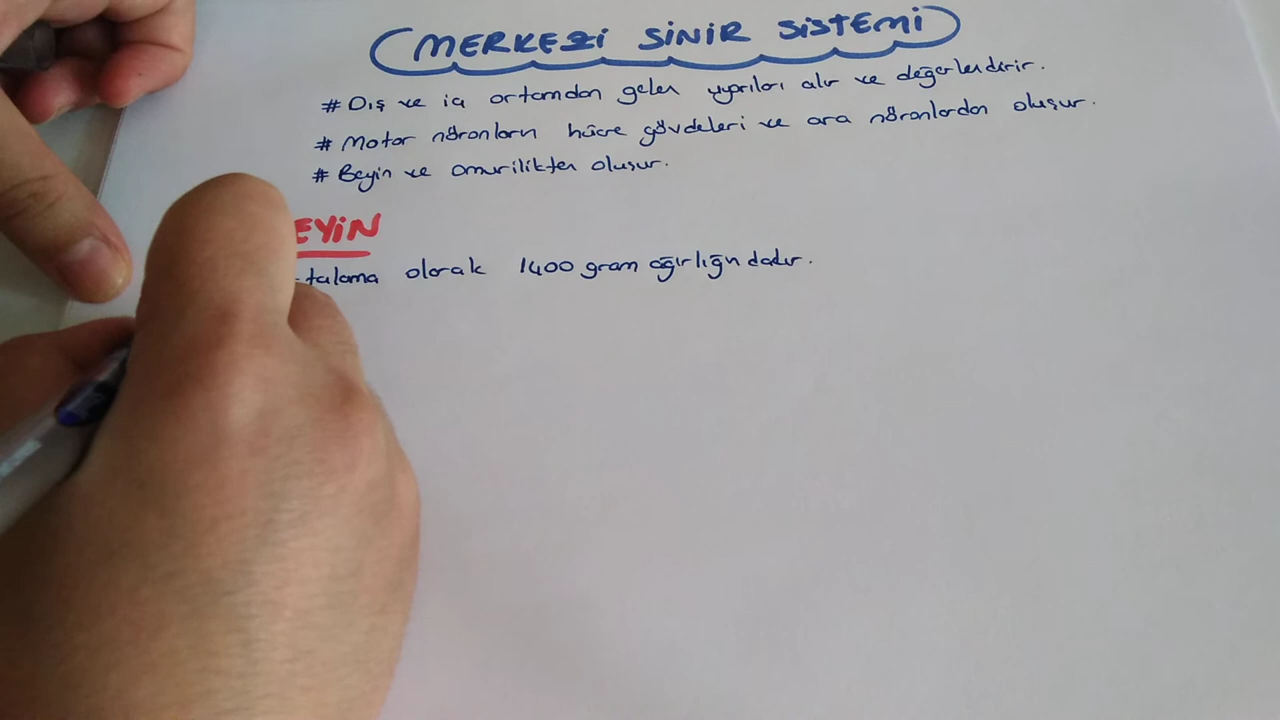 MERKEZİ SİNİR SİSTEMİ
# Dış ve iç ortamdan gelen uyarıları alır ve değerlendirir.
# Motor nöronların hücre gövdeleri ve ara nöronlardan oluşur.
# Beyin ve omurilikten oluşur.
EYİN
talama olarak 1400 gram ağırlığındadır.